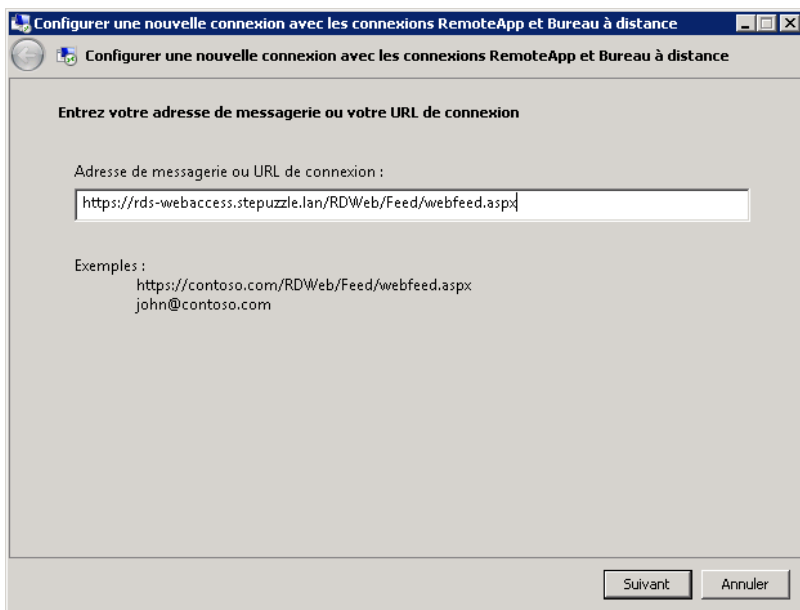 Configurer une nouvelle connexion avec les connexions RemoteApp et Bureau à distance
Configurer une nouvelle connexion avec les connexions RemoteApp et Bureau à distance
Entrez votre adresse de messagerie ou votre URL de connexion
Adresse de messagerie ou URL de connexion :
https://rds-webaccess.stepuzzle.lan/RDWeb/Feed/webfeed.aspx
Exemples :
https://contoso.com/RDWeb/Feed/webfeed.aspx
john@contoso.com
Suivant
Annuler